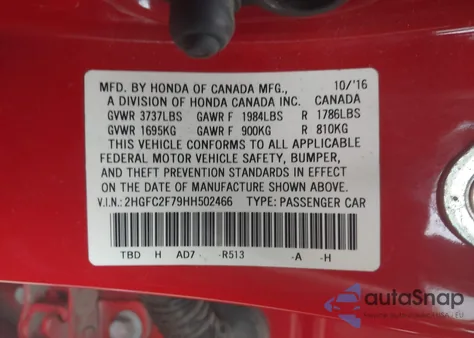 MFD. BY HONDA OF CANADA MFG., 10/'16
A DIVISION OF HONDA CANADA INC. CANADA
GVWR 3737LBS GAWR F 1984LBS R 1786LBS
GVWR 1695KG GAWR F 900KG R 810KG
THIS VEHICLE CONFORMS TO ALL APPLICABLE
FEDERAL MOTOR VEHICLE SAFETY, BUMPER,
AND THEFT PREVENTION STANDARDS IN EFFECT ON
THE DATE OF MANUFACTURE SHOWN ABOVE.
V.I.N.: 2HGFC2F79HH502466 TYPE: PASSENGER CAR
TBD H AD7 -R513 -A -H
autoSnap